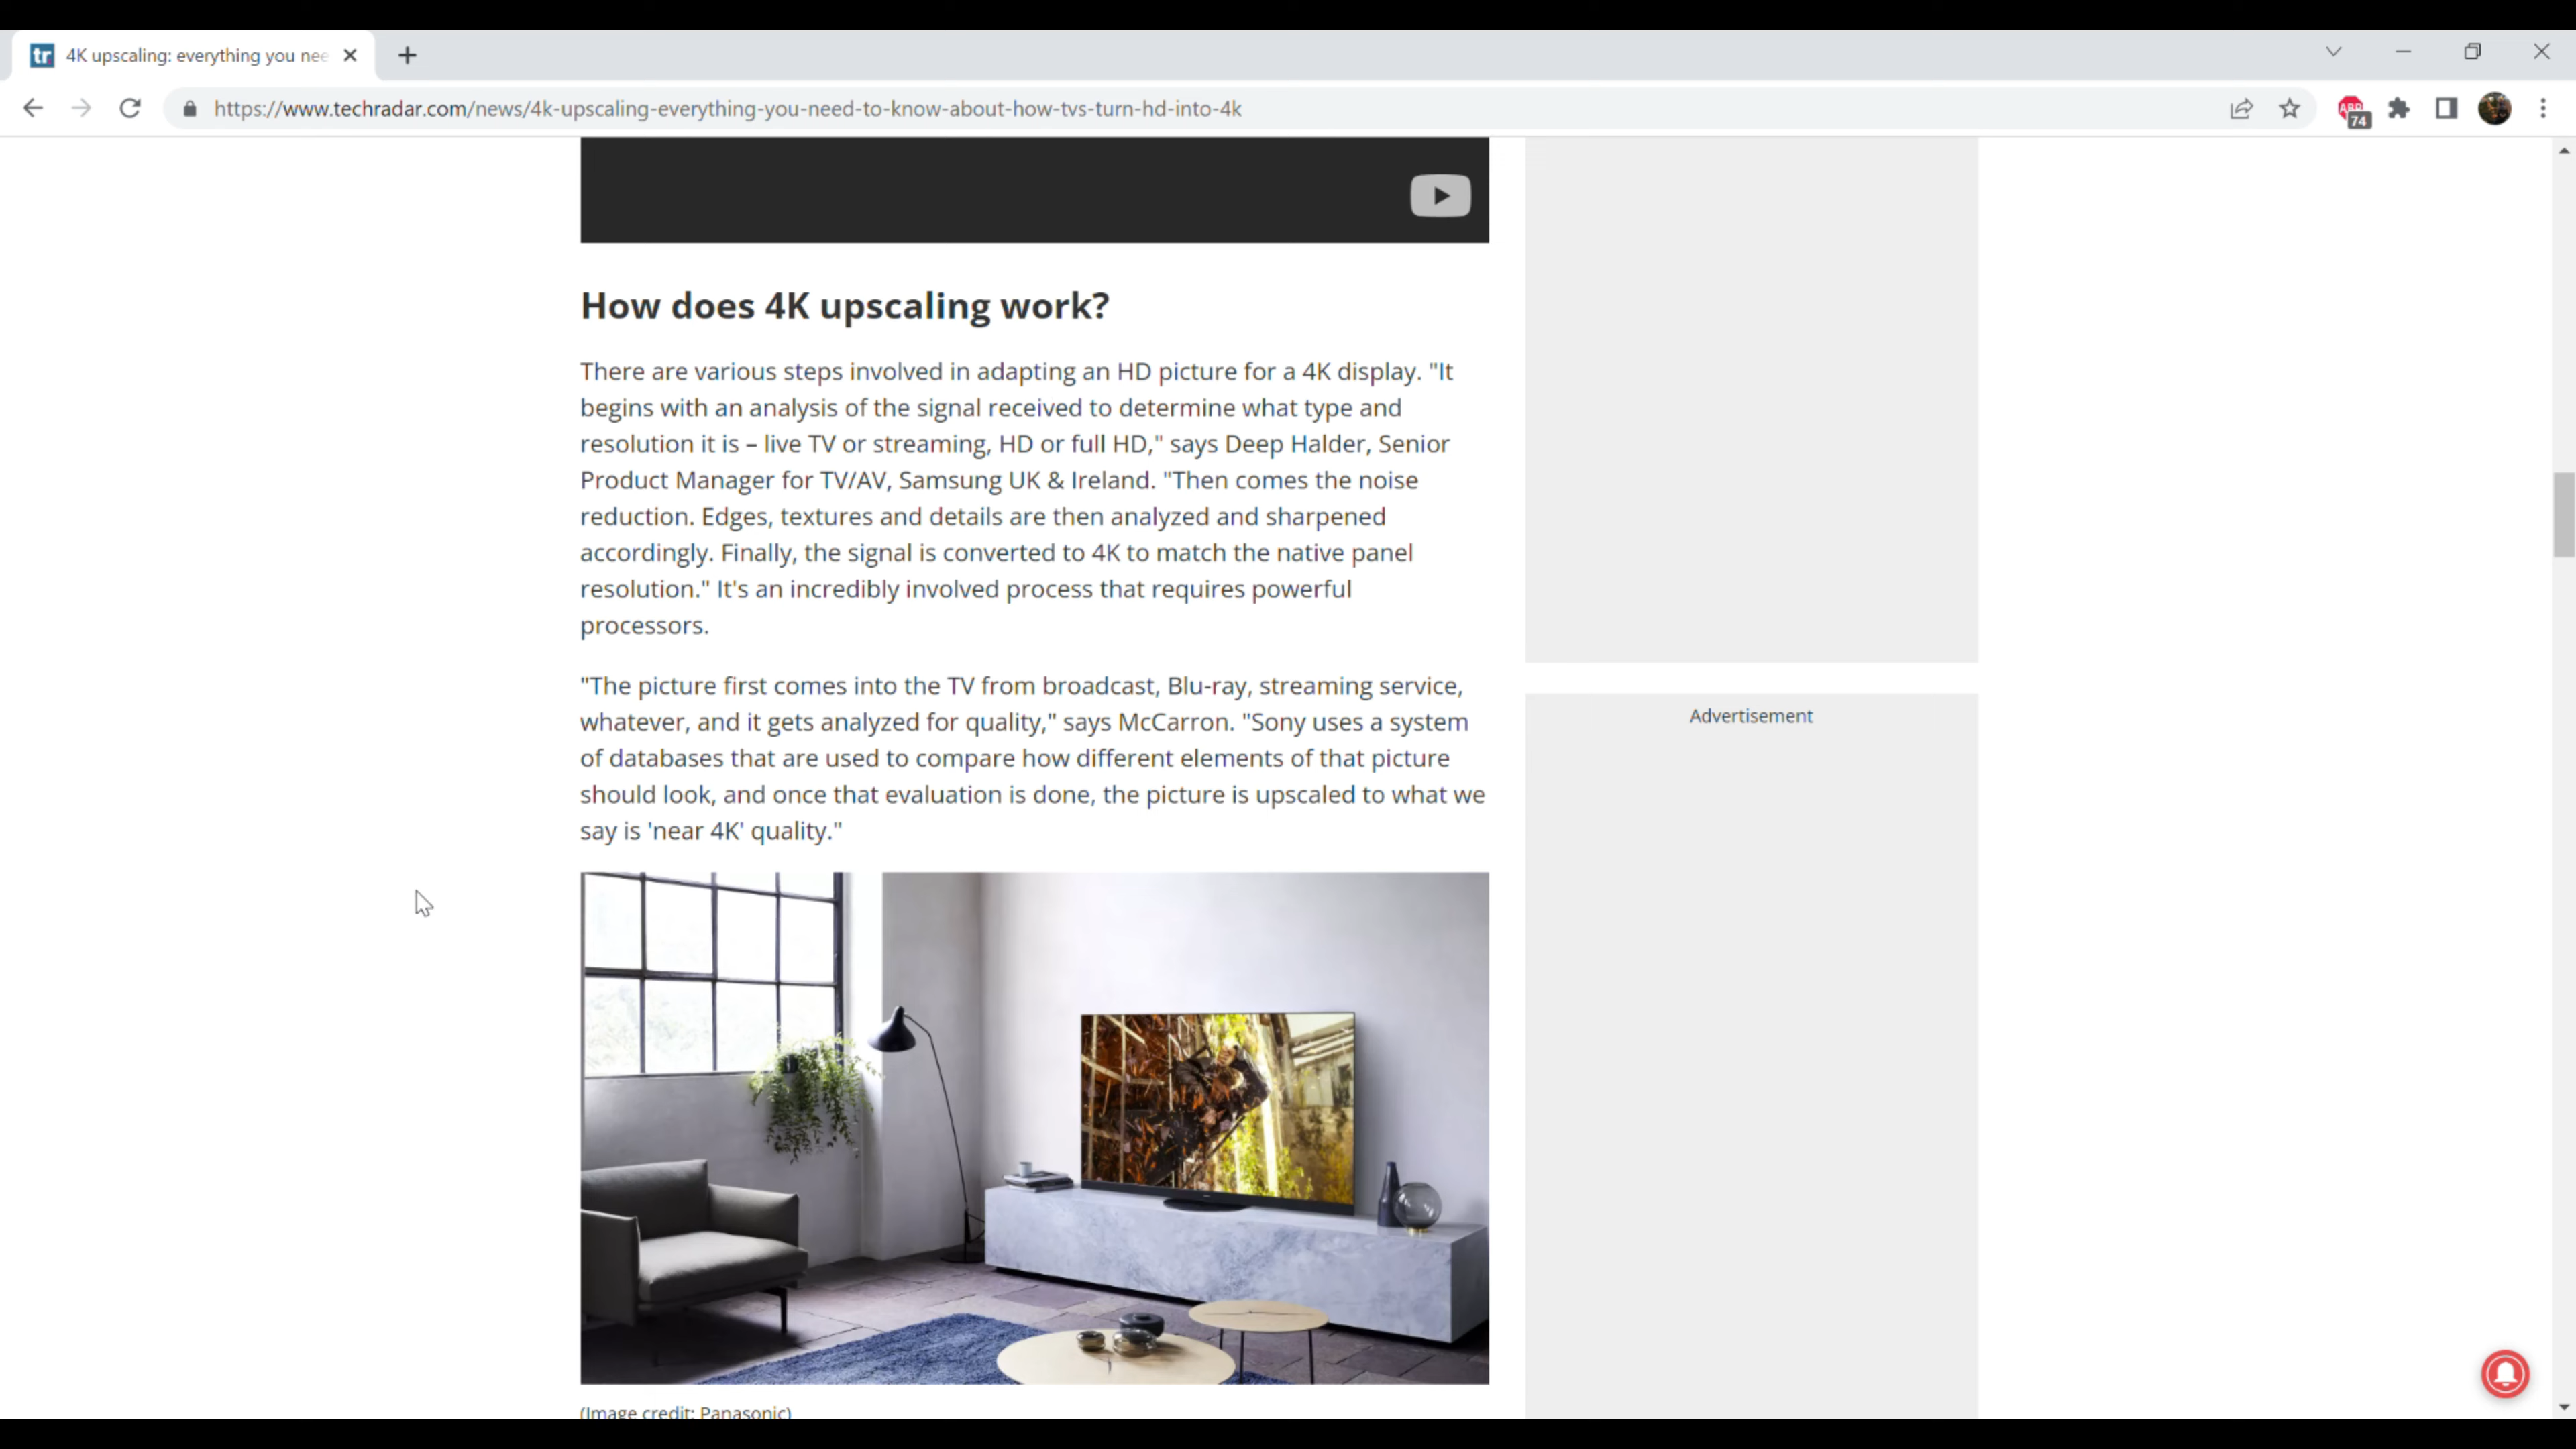 tr 4K upscaling: everything you nee
https://www.techradar.com/news/4k-upscaling-everything-you-need-to-know-about-how-tvs-turn-hd-into-4k
ABP
74
How does 4K upscaling work?
There are various steps involved in adapting an HD picture for a 4K display. "It
begins with an analysis of the signal received to determine what type and
resolution it is – live TV or streaming, HD or full HD," says Deep Halder, Senior
Product Manager for TV/AV, Samsung UK & Ireland. "Then comes the noise
reduction. Edges, textures and details are then analyzed and sharpened
accordingly. Finally, the signal is converted to 4K to match the native panel
resolution." It's an incredibly involved process that requires powerful
processors.
"The picture first comes into the TV from broadcast, Blu-ray, streaming service,
whatever, and it gets analyzed for quality," says McCarron. "Sony uses a system
of databases that are used to compare how different elements of that picture
should look, and once that evaluation is done, the picture is upscaled to what we
say is 'near 4K' quality."
Advertisement
(Image credit: Panasonic)